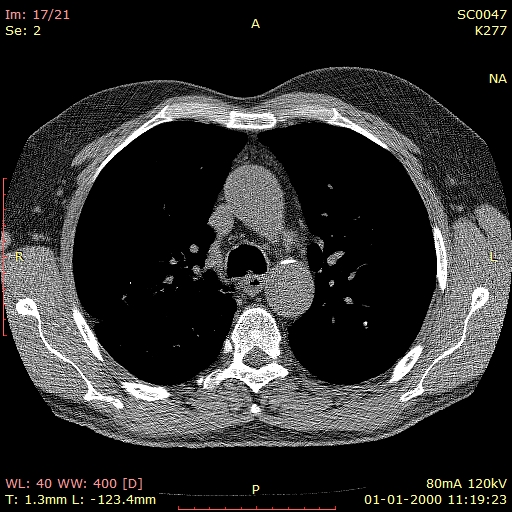 Im: 17/21
Se: 2
A
SC0047
K277
NA
R
L
WL: 40 WW: 400 [D]
T: 1.3mm L: -123.4mm
P
80mA 120kV
01-01-2000 11:19:23